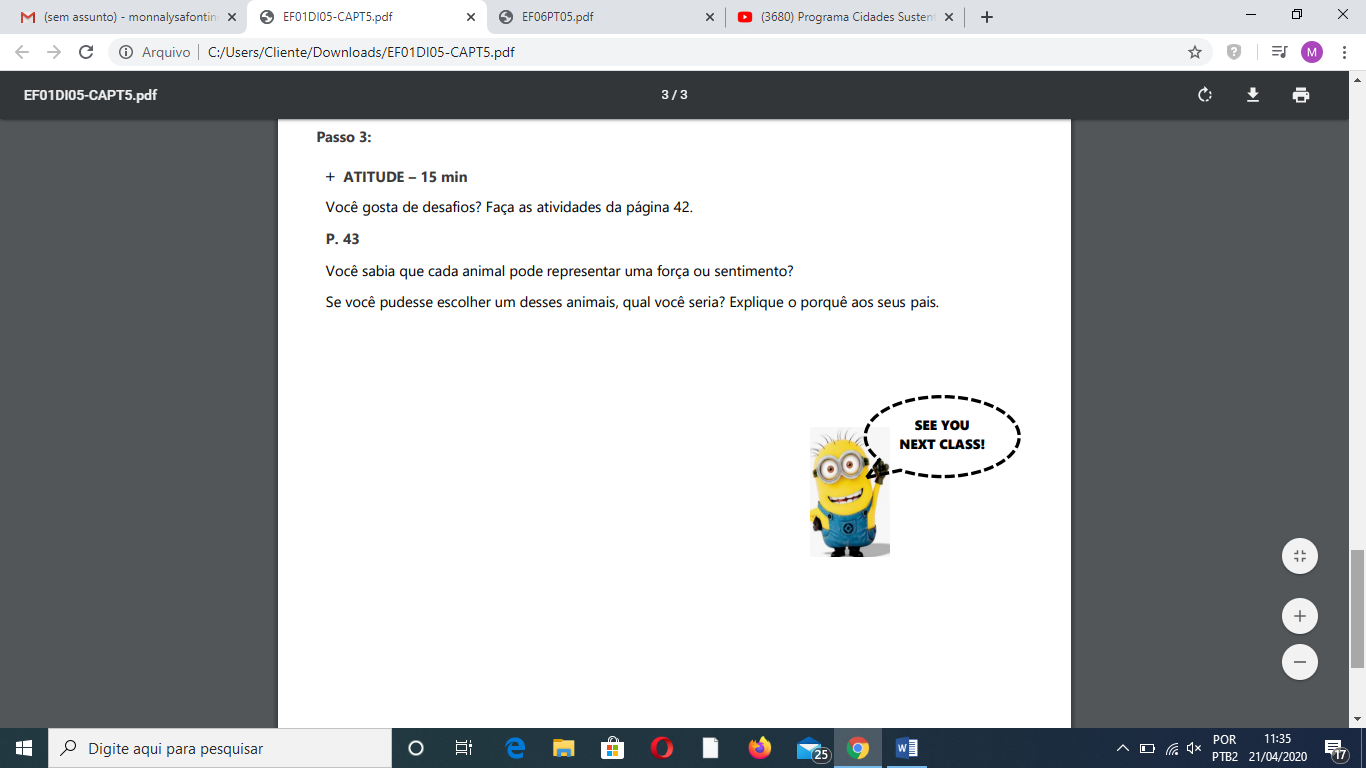 (sem assunto) - monnalysafontin
EF01DI05-CAPT5.pdf
EF06PT05.pdf
(3680) Programa Cidades Susten
Arquivo
C:/Users/Cliente/Downloads/EF01DI05-CAPT5.pdf
M
EF01DI05-CAPT5.pdf
3 / 3
Passo 3:
+ ATITUDE – 15 min
Você gosta de desafios? Faça as atividades da página 42.
P. 43
Você sabia que cada animal pode representar uma força ou sentimento?
Se você pudesse escolher um desses animais, qual você seria? Explique o porquê aos seus pais.
SEE YOU
NEXT CLASS!
Digite aqui para pesquisar
25
POR
PTB2
11:35
21/04/2020
17